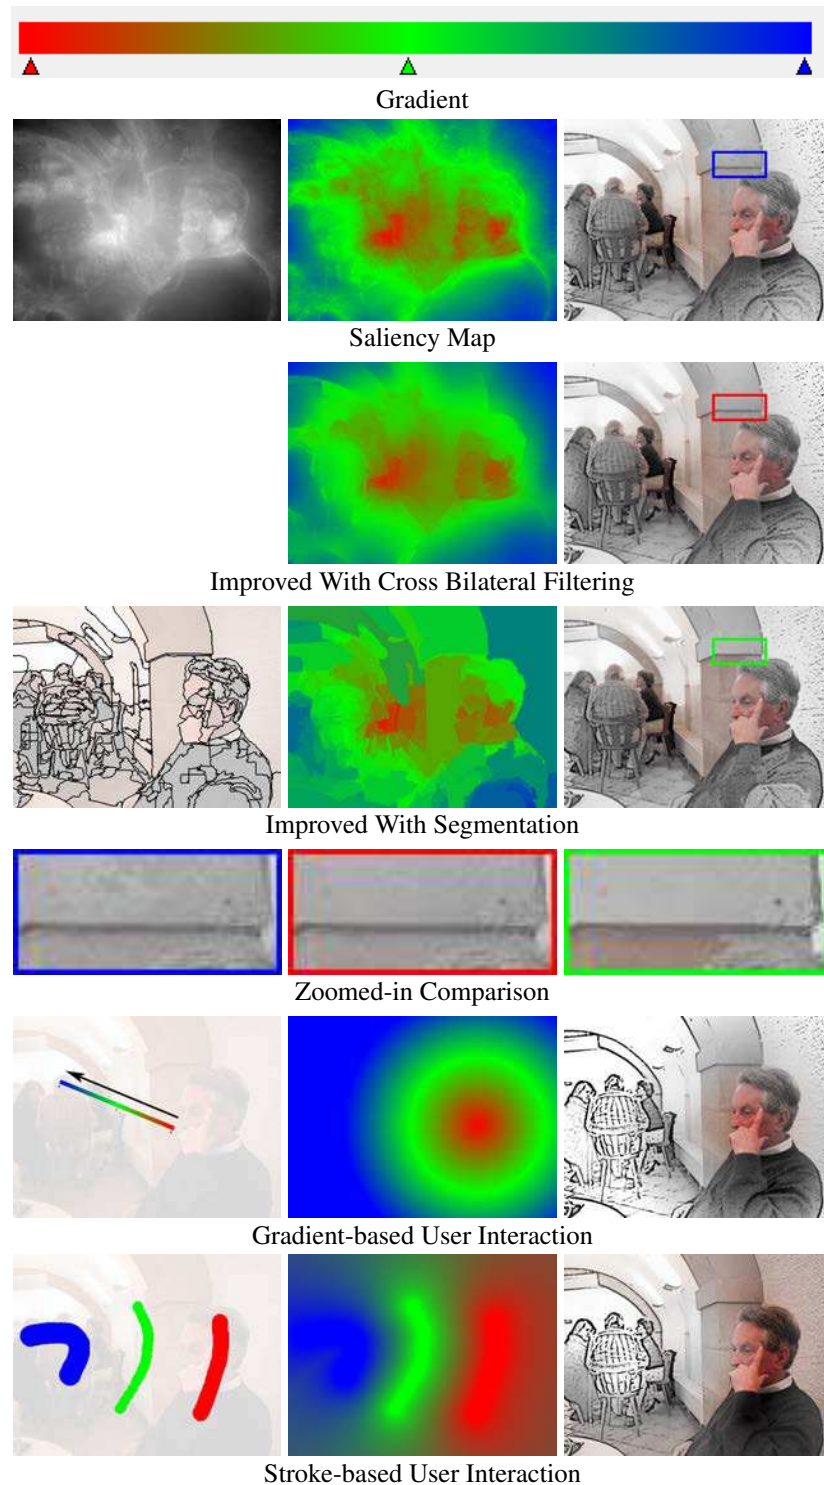 Gradient
Saliency Map
Improved With Cross Bilateral Filtering
Improved With Segmentation
Zoomed-in Comparison
Gradient-based User Interaction
Stroke-based User Interaction